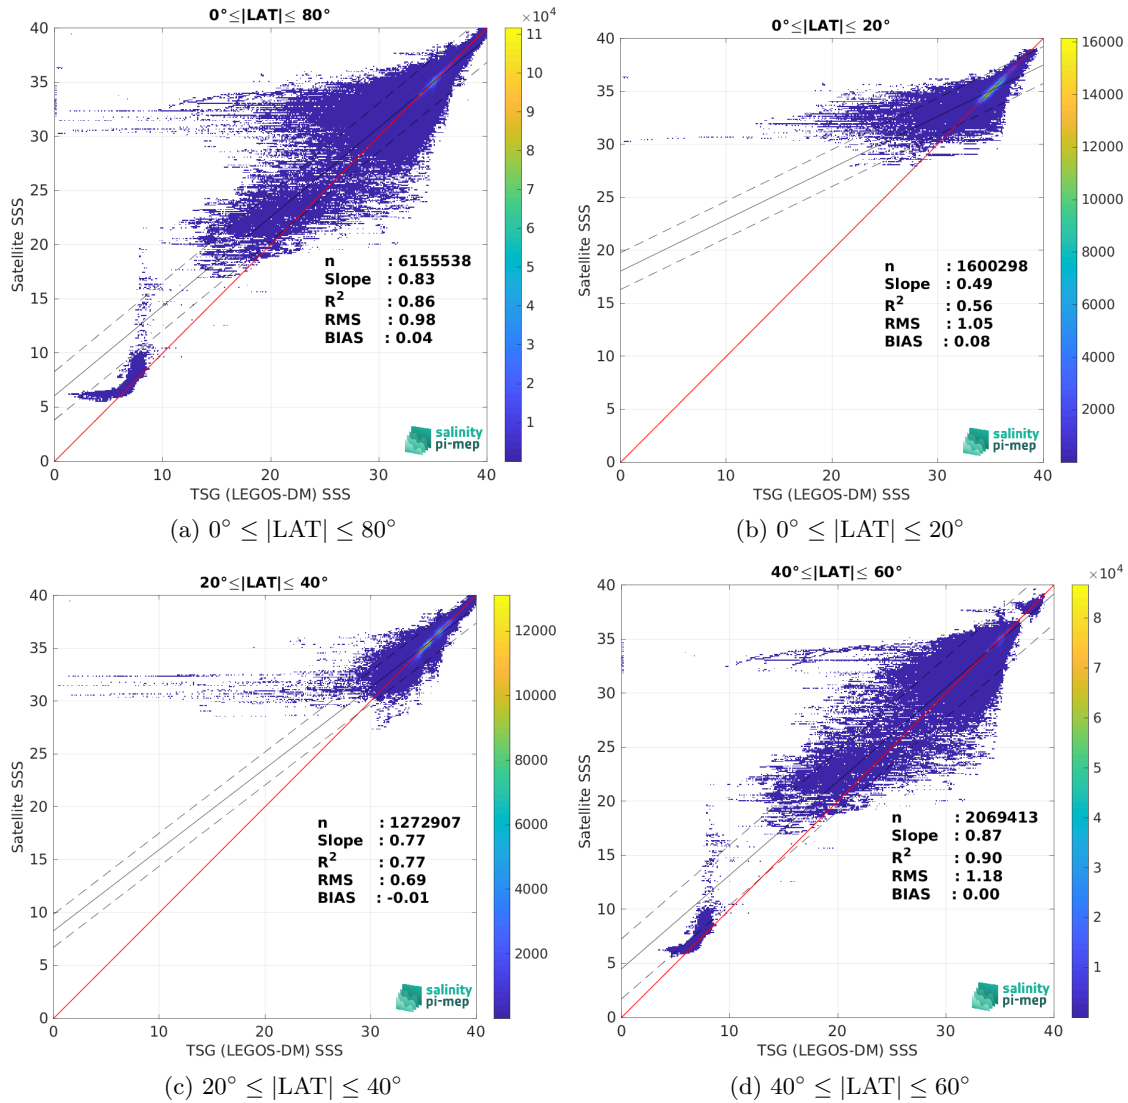 0°≤|LAT|≤ 80°
×10⁴
40
35
30
25
20
15
10
5
0
0
10
20
30
40
11
10
9
8
7
6
5
4
3
2
1
Satellite SSS
n : 6155538
Slope : 0.83
R² : 0.86
RMS : 0.98
BIAS : 0.04
salinity
pi-mep
TSG (LEGOS-DM) SSS
(a) 0° ≤ |LAT| ≤ 80°
0°≤|LAT|≤ 20°
40
35
30
25
20
15
10
5
0
0
10
20
30
40
16000
14000
12000
10000
8000
6000
4000
2000
Satellite SSS
n : 1600298
Slope : 0.49
R² : 0.56
RMS : 1.05
BIAS : 0.08
salinity
pi-mep
TSG (LEGOS-DM) SSS
(b) 0° ≤ |LAT| ≤ 20°
20°≤|LAT|≤ 40°
40
35
30
25
20
15
10
5
0
0
10
20
30
40
12000
10000
8000
6000
4000
2000
Satellite SSS
n : 1272907
Slope : 0.77
R² : 0.77
RMS : 0.69
BIAS : -0.01
salinity
pi-mep
TSG (LEGOS-DM) SSS
(c) 20° ≤ |LAT| ≤ 40°
40°≤|LAT|≤ 60°
×10⁴
40
35
30
25
20
15
10
5
0
0
10
20
30
40
8
7
6
5
4
3
2
1
Satellite SSS
n : 2069413
Slope : 0.87
R² : 0.90
RMS : 1.18
BIAS : 0.00
salinity
pi-mep
TSG (LEGOS-DM) SSS
(d) 40° ≤ |LAT| ≤ 60°